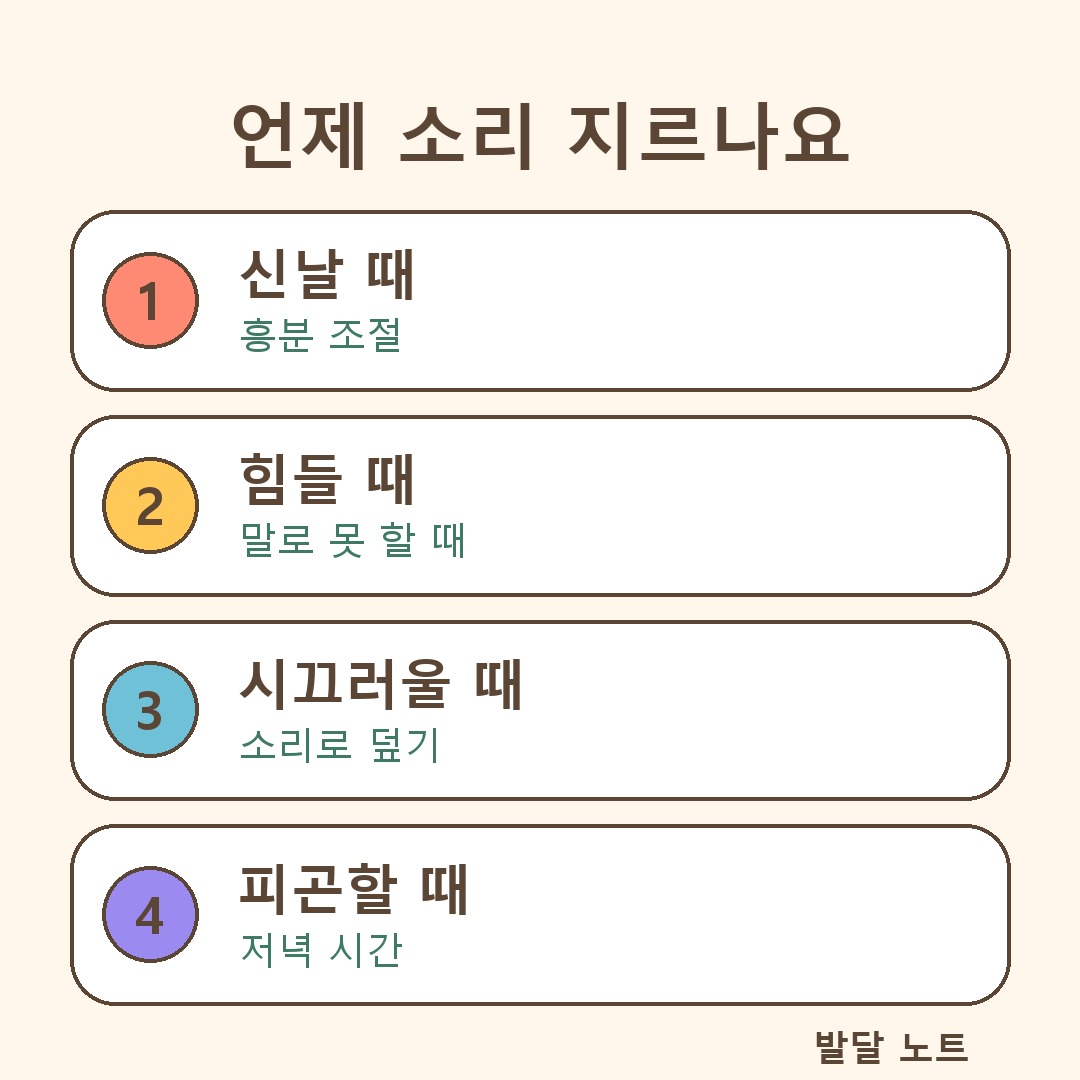 언제 소리 지르나요
1
신날 때
흥분 조절
2
힘들 때
말로 못 할 때
3
시끄러울 때
소리로 덮기
4
피곤할 때
저녁 시간
발달 노트